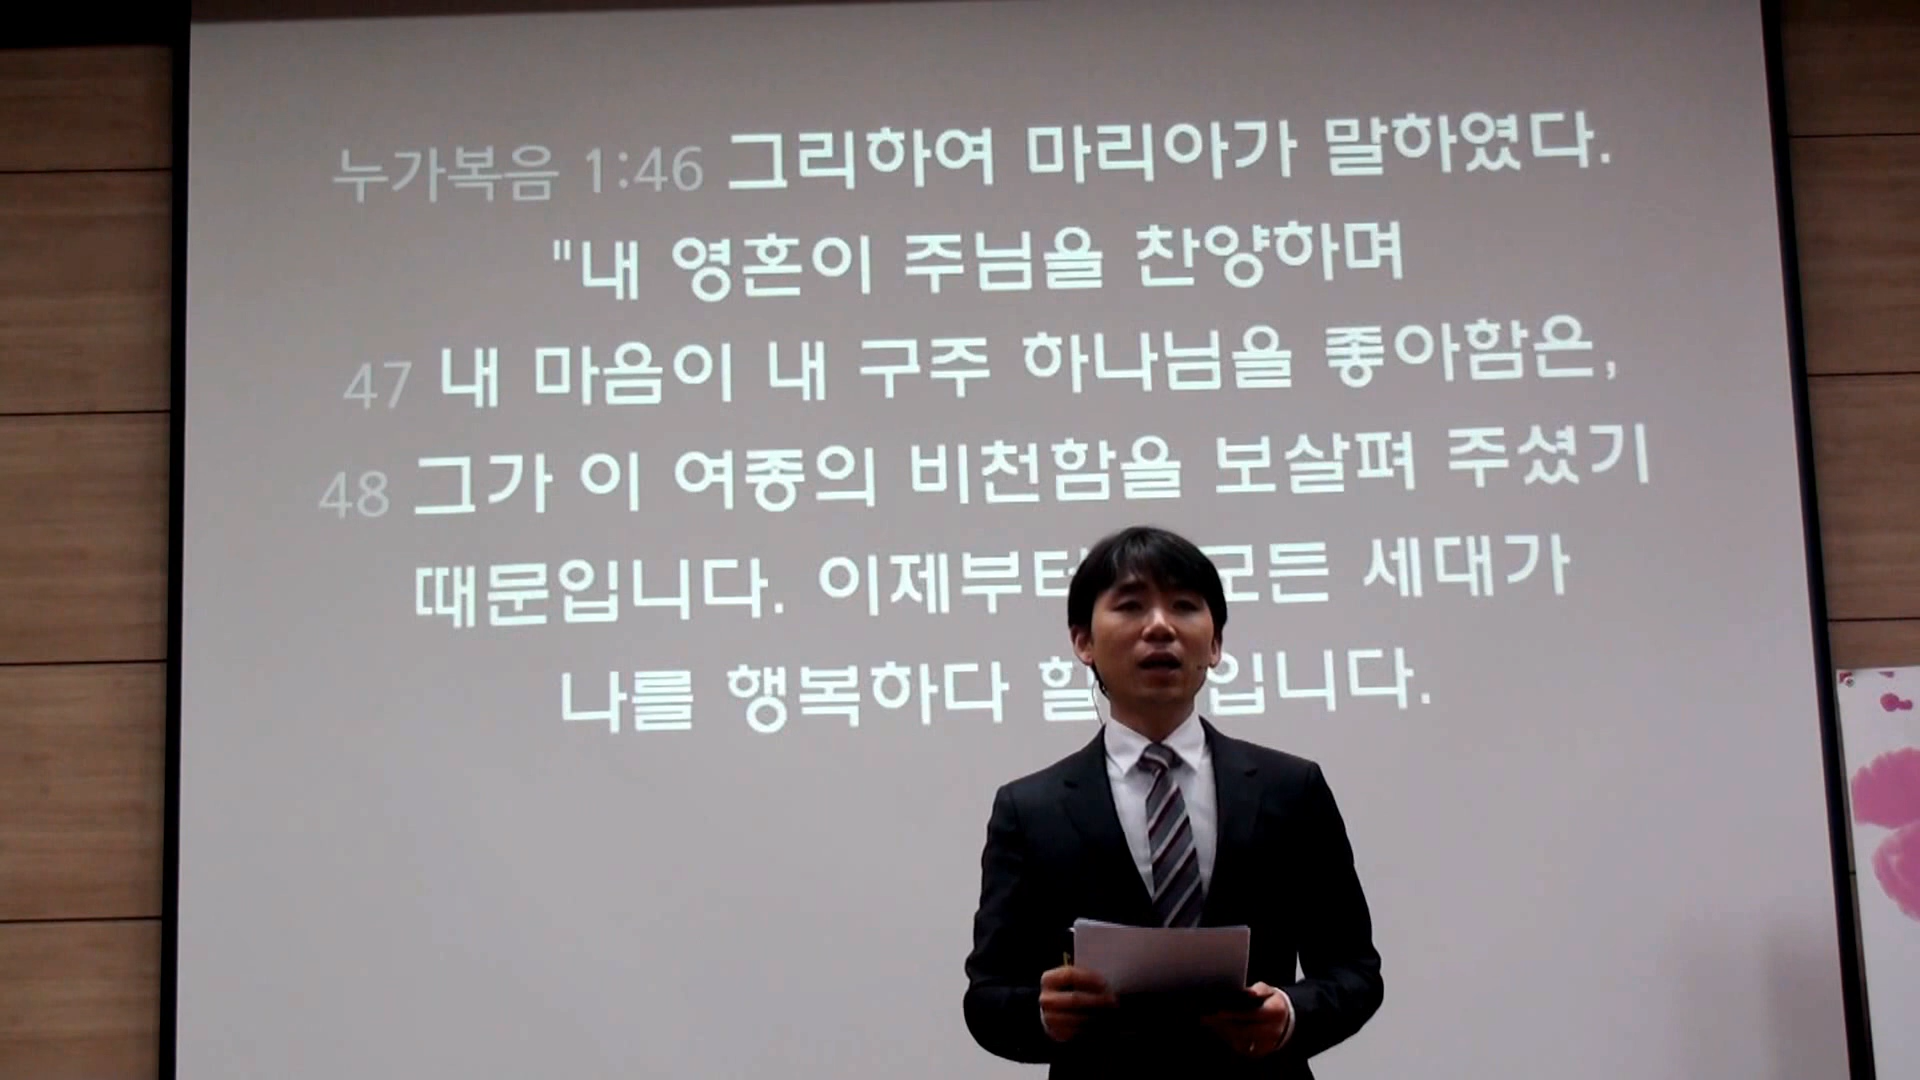 누가복음 1:46 그리하여 마리아가 말하였다.
"내 영혼이 주님을 찬양하며
47 내 마음이 내 구주 하나님을 좋아함은,
48 그가 이 여종의 비천함을 보살펴 주셨기
때문입니다. 이제부터 모든 세대가
나를 행복하다 할 입니다.